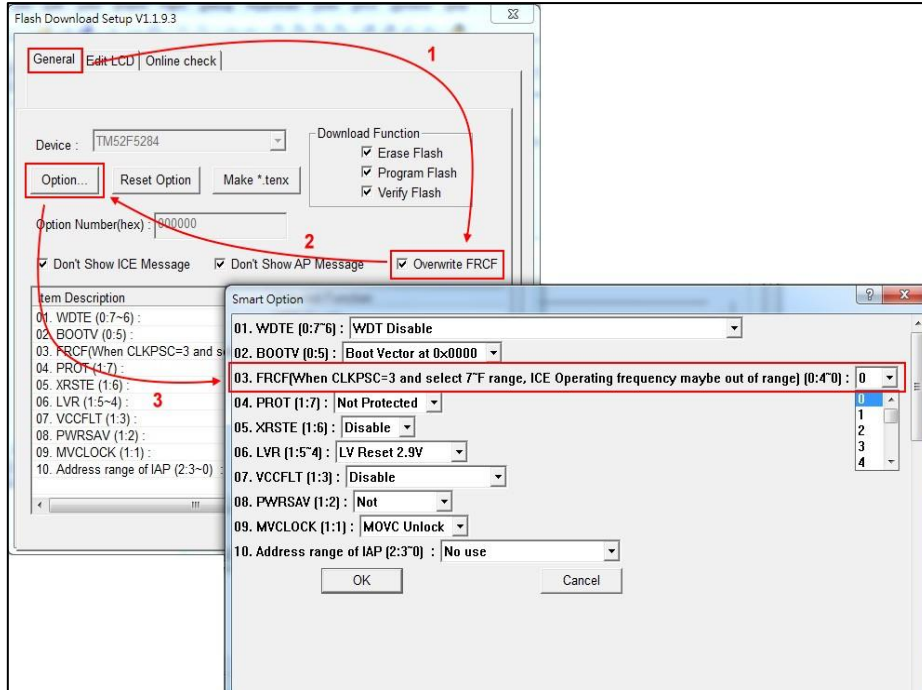 Flash Download Setup V1.1.9.3
General Edit LCD Online check
1
Device : TM52F5284
Download Function
Erase Flash
Program Flash
Verify Flash
Option... Reset Option Make *.tenx
Option Number(hex) : 000000
2
Don't Show ICE Message Don't Show AP Message Overwrite FRCF
Item Description
01. WDTE (0:7~6) :
02. BOOTV (0:5) :
03. FRCF(When CLKPSC=3 and se
04. PROT (1:7) :
05. XRSTE (1:6) :
06. LVR (1:5~4) :
07. VCCFLT (1:3) :
08. PWRSAV (1:2) :
09. MVCLOCK (1:1) :
10. Address range of IAP (2:3~0) :
3
Smart Option
01. WDTE (0:7~6) : WDT Disable
02. BOOTV (0:5) : Boot Vector at 0x0000
03. FRCF(When CLKPSC=3 and select 7~F range, ICE Operating frequency maybe out of range) (0:4~0) : 0
0
1
2
3
4
04. PROT (1:7) : Not Protected
05. XRSTE (1:6) : Disable
06. LVR (1:5~4) : LV Reset 2.9V
07. VCCFLT (1:3) : Disable
08. PWRSAV (1:2) : Not
09. MVCLOCK (1:1) : MOVC Unlock
10. Address range of IAP (2:3~0) : No use
OK Cancel